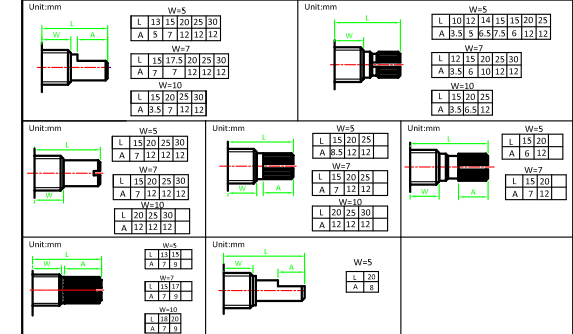 Unit:mm
L
W
A
W=5
L 13 15 20 25 30
A 5 7 12 12 12
W=7
L 15 17.5 20 25 30
A 7 7 12 12 12
W=10
L 15 20 25 30
A 3.5 7 12 12
Unit:mm
L
W
A
W=5
L 10 12 14 15 15 20 25
A 3.5 5 6.5 7.5 6 12 12
W=7
L 12 15 20 25 30
A 3.5 6 10 12 12
W=10
L 15 20 25
A 3.5 6.5 12
Unit:mm
L
W
W=5
L 15 20 25 30
A 7 12 12 12
W=7
L 15 20 25 30
A 7 12 12 12
W=10
L 20 25 30
A 12 12 12
Unit:mm
L
W
A
W=5
L 15 20 25
A 8.5 12 12
W=7
L 15 20 25
A 7 12 12
W=10
L 20 25 30
A 12 12 12
Unit:mm
L
W
A
W=5
L 15 20
A 6 12
W=7
L 15 20
A 7 12
Unit:mm
L
W
A
W=5
L 13 15
A 7 9
W=7
L 15 17
A 7 9
W=10
L 18 20
A 7 9
Unit:mm
L
W
A
W=5
L 20
A 8